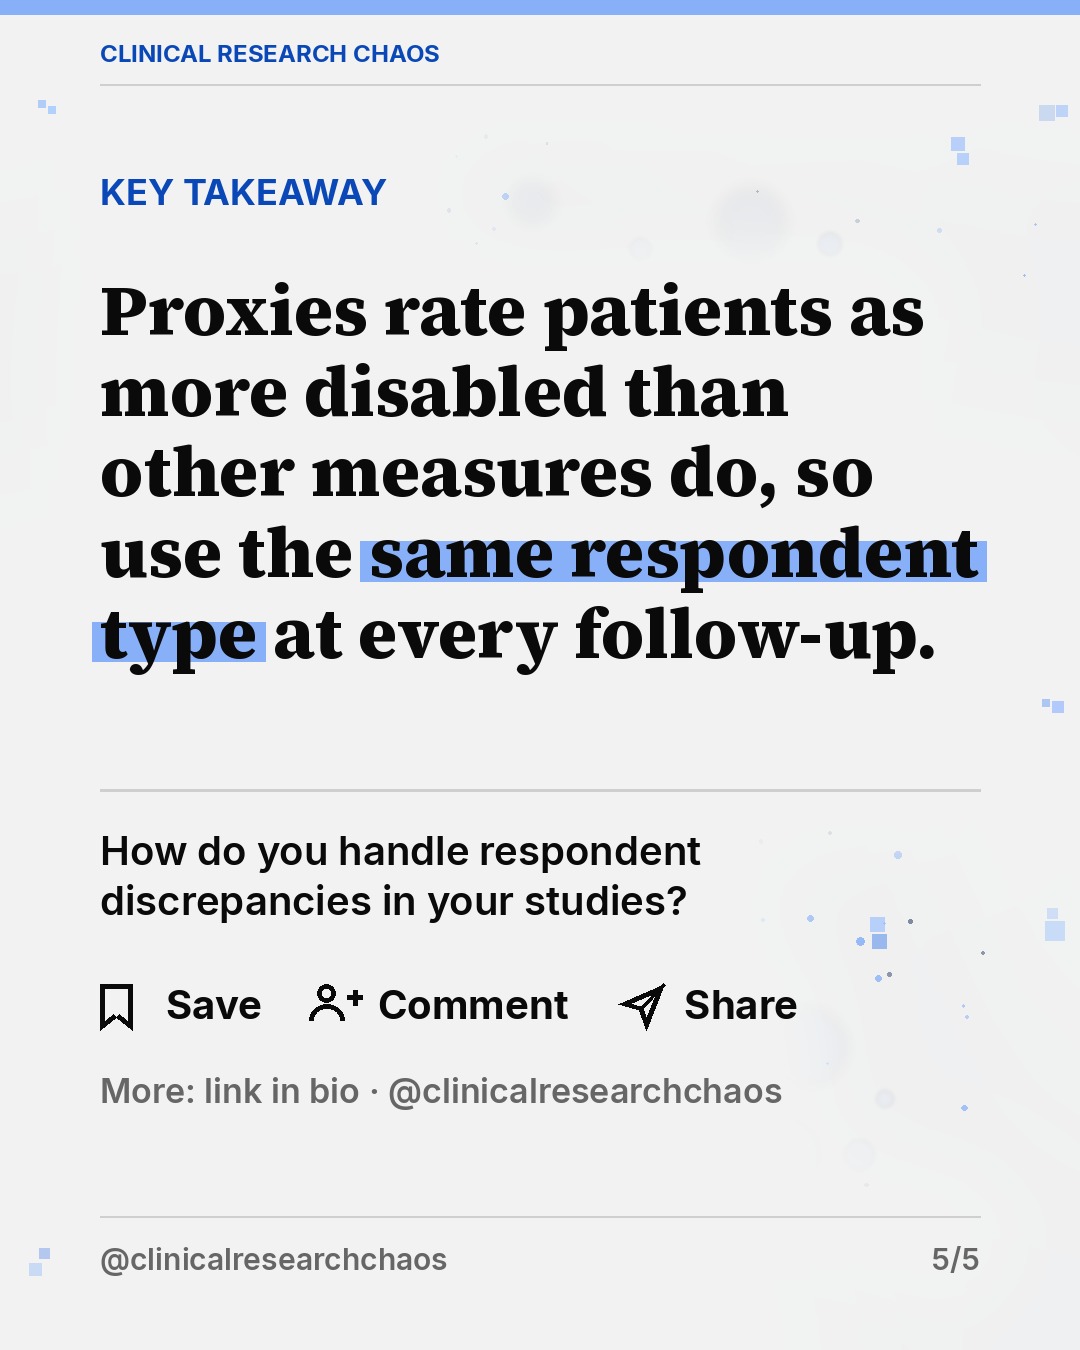 CLINICAL RESEARCH CHAOS
KEY TAKEAWAY
Proxies rate patients as
more disabled than
other measures do, so
use the same respondent
type at every follow-up.
How do you handle respondent
discrepancies in your studies?
Save Comment Share
More: link in bio · @clinicalresearchchaos
@clinicalresearchchaos 5/5